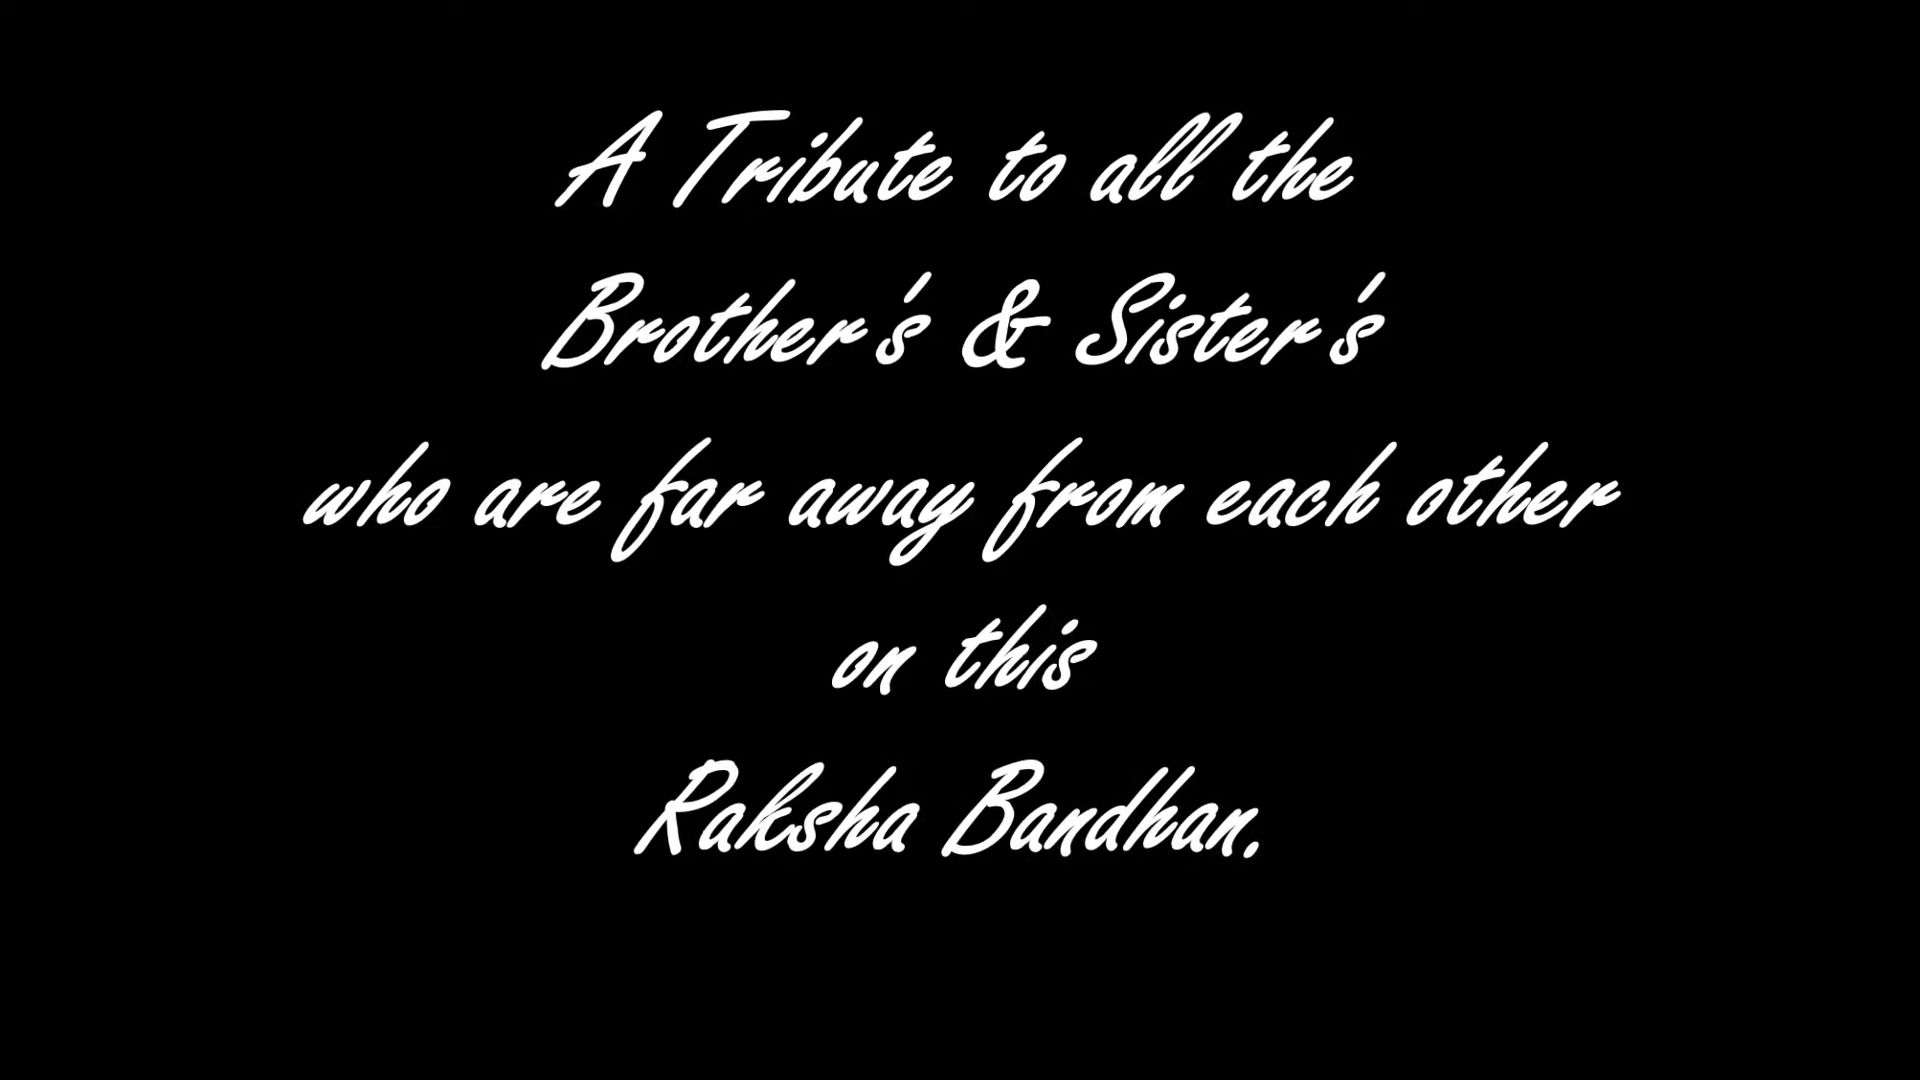 A Tribute to all the
Brother's & Sister's
who are far away from each other
on this
Raksha Bandhan.